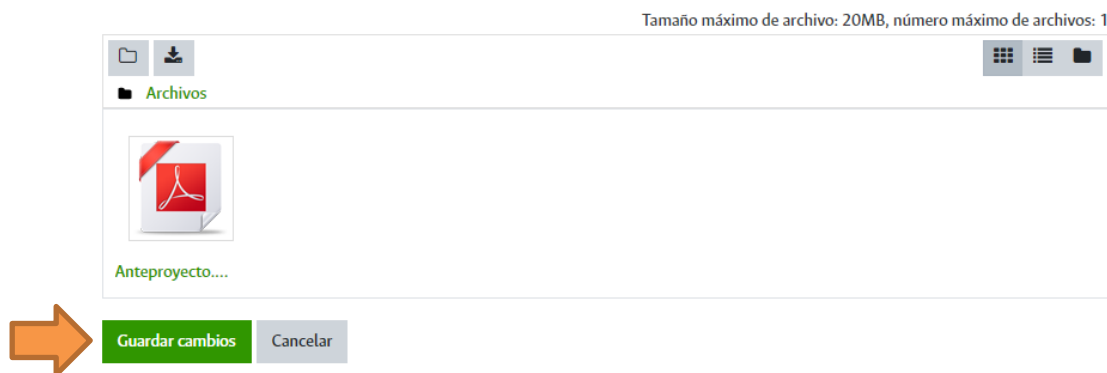 Tamaño máximo de archivo: 20MB, número máximo de archivos: 1
Archivos
Anteproyecto....
Guardar cambios Cancelar